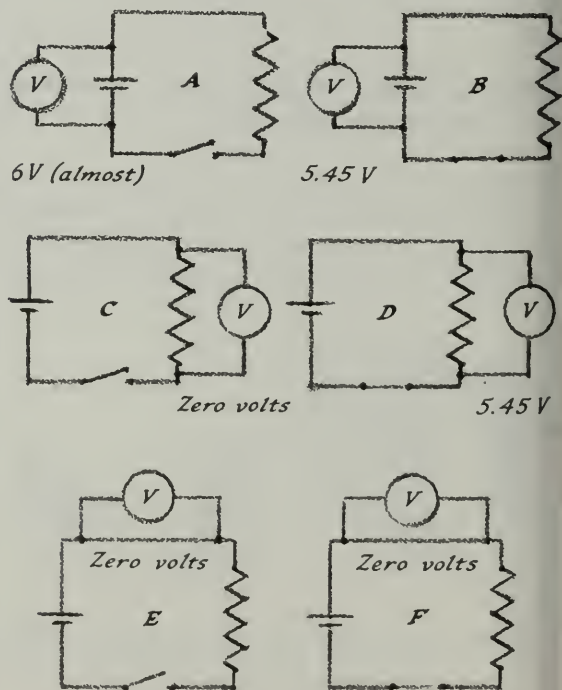 V A V B
6V (almost) 5.45 V
C V D V
Zero volts 5.45 V
V V
Zero volts Zero volts
E F